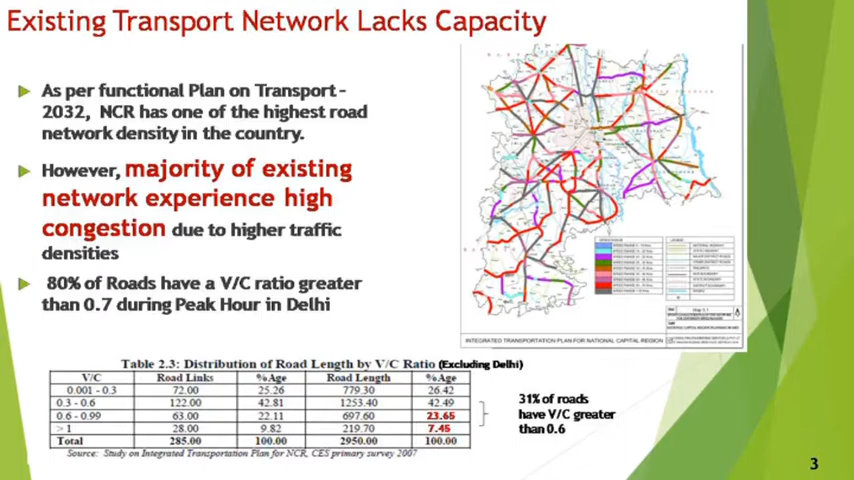 Existing Transport Network Lacks Capacity
As per functional Plan on Transport -
2032, NCR has one of the highest road
network density in the country.
However, majority of existing
network experience high
congestion due to higher traffic
densities
80% of Roads have a V/C ratio greater
than 0.7 during Peak Hour in Delhi
INTEGRATED TRANSPORTATION PLAN FOR NATIONAL CAPITAL REGION
Table 2.3: Distribution of Road Length by V/C Ratio (Excluding Delhi)
V/C Road Links %Age Road Length %Age
0.001 - 0.3 72.00 25.26 779.30 26.42
0.3 - 0.6 122.00 42.81 1253.40 42.49
0.6 - 0.99 63.00 22.11 697.60 23.65
> 1 28.00 9.82 219.70 7.45
Total 285.00 100.00 2950.00 100.00
Source: Study on Integrated Transportation Plan for NCR, CES primary survey 2007
31% of roads
have V/C greater
than 0.6
3